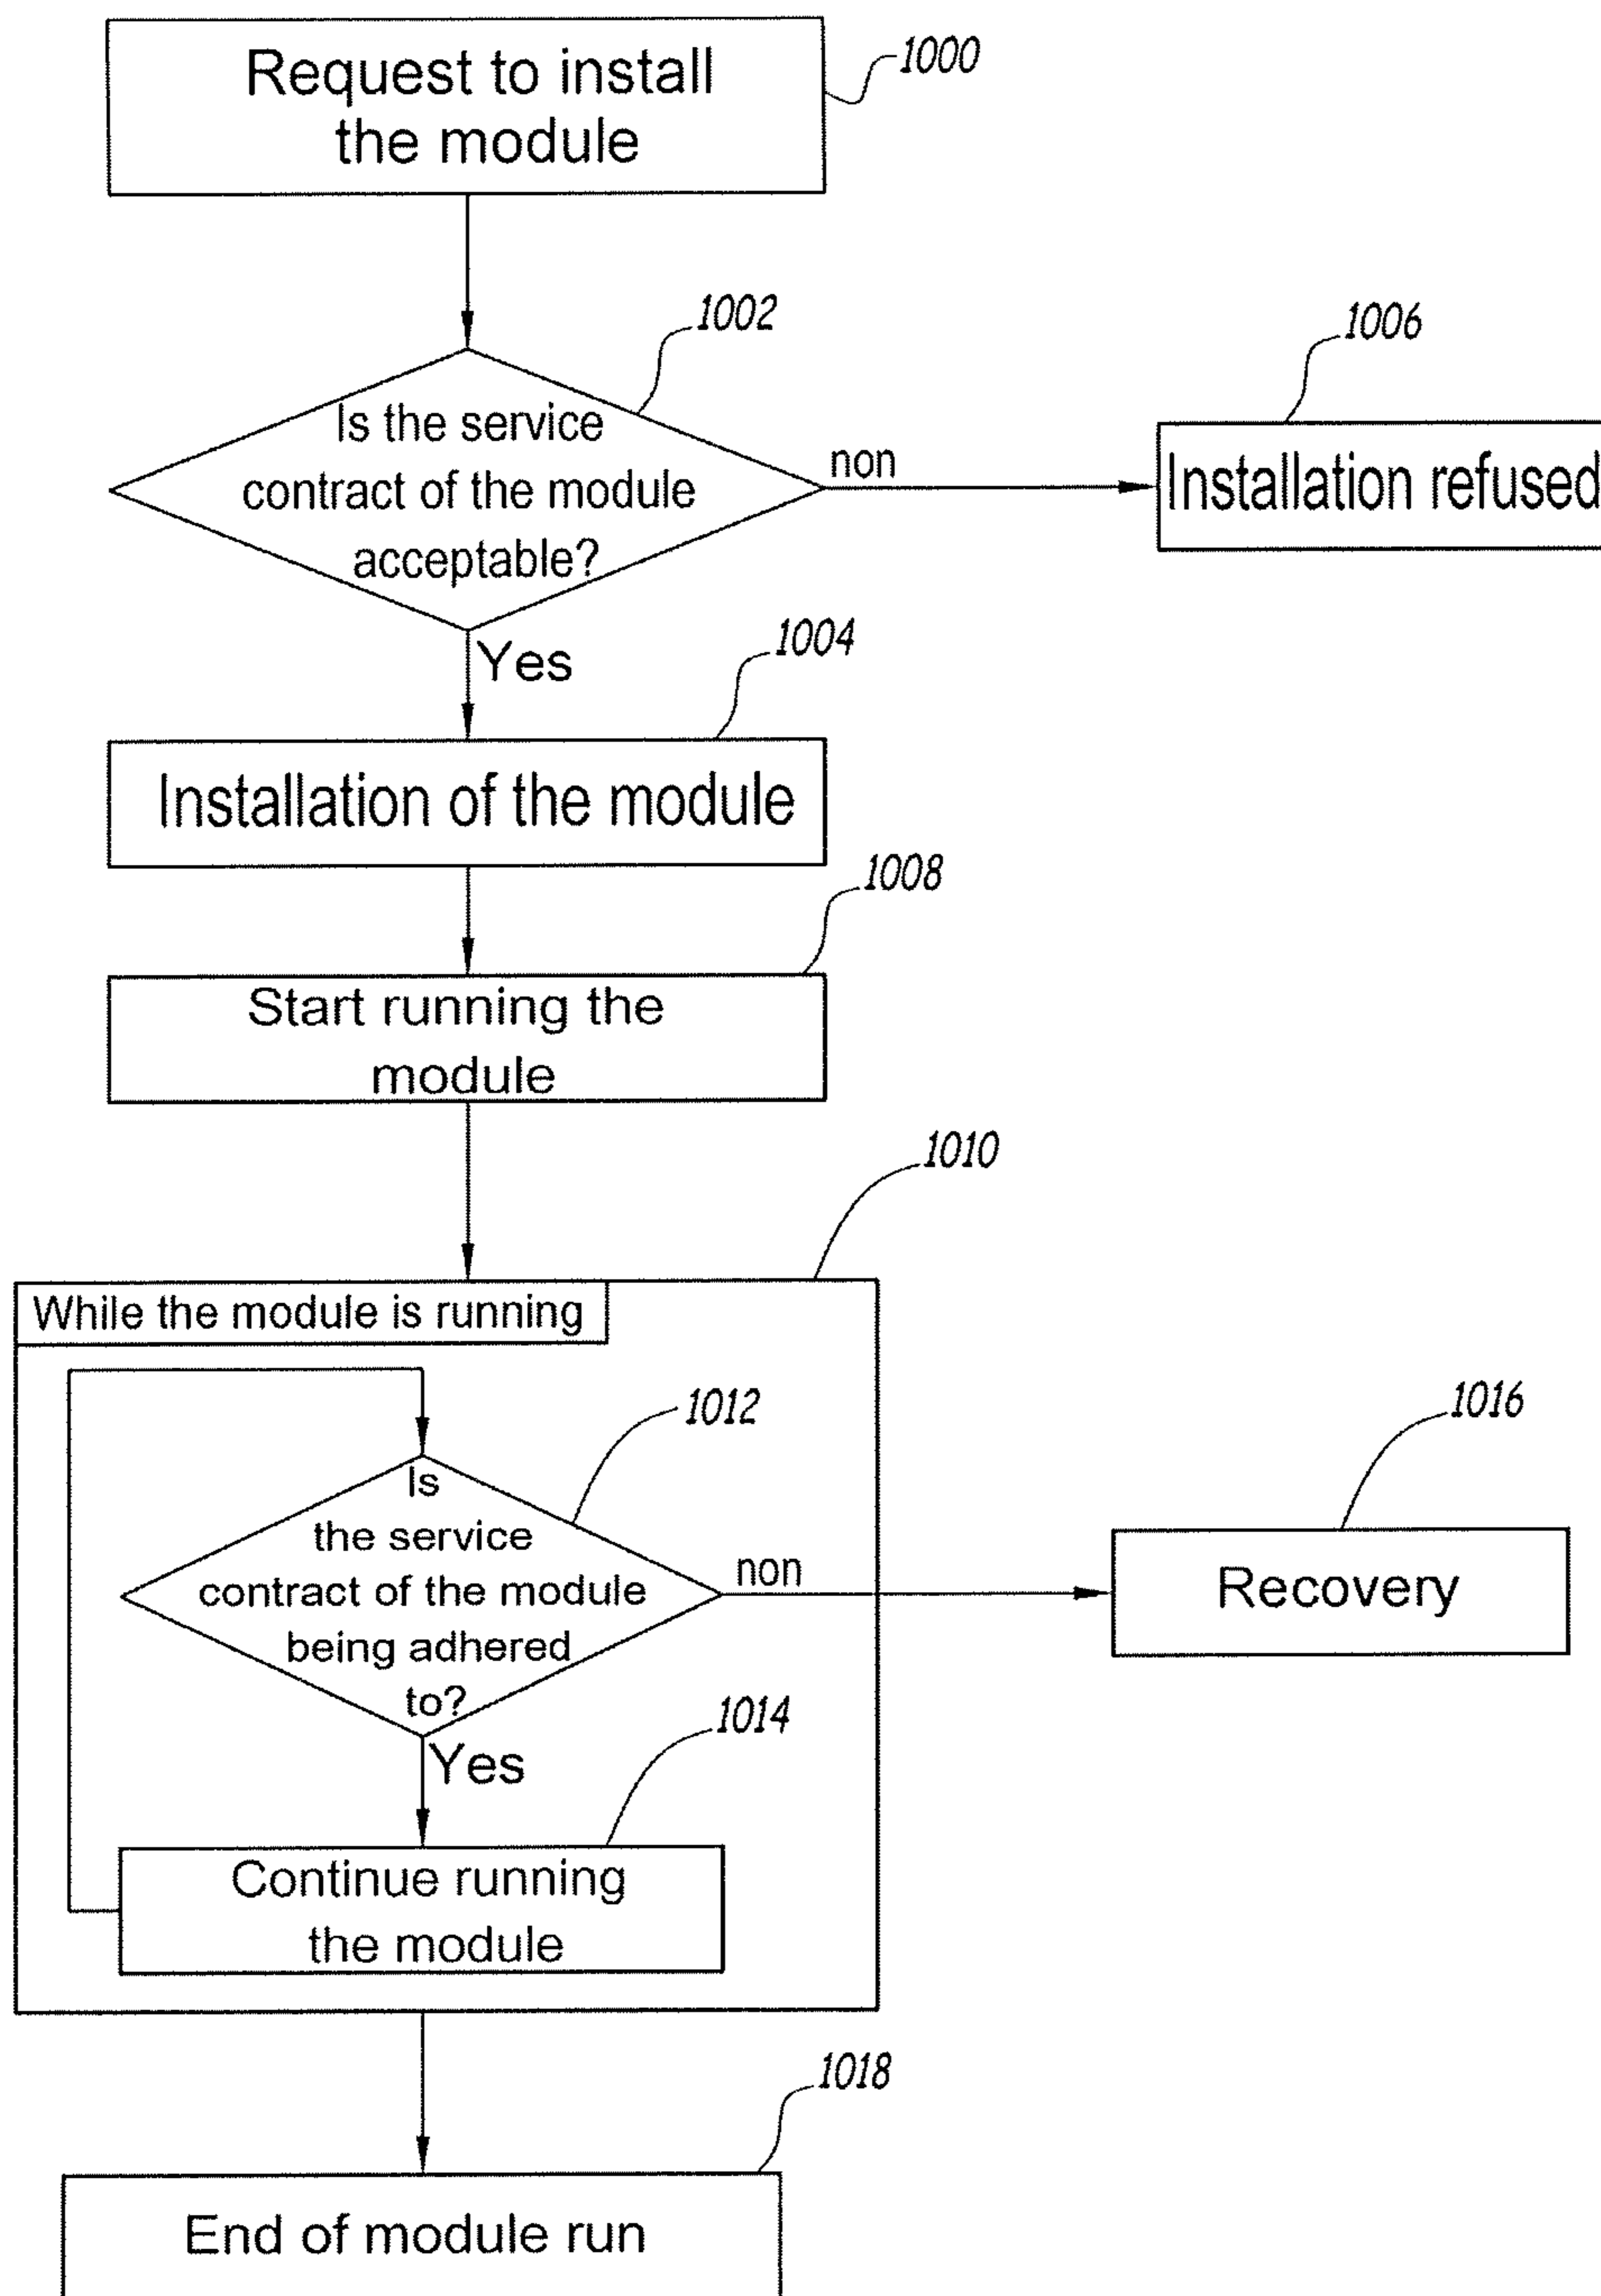 Request to install
the module
1000
1002
Is the service
contract of the module
acceptable?
non
1006
Installation refused
Yes
1004
Installation of the module
1008
Start running the
module
1010
While the module is running
1012
Is
the service
contract of the module
being adhered
to?
non
1016
Recovery
Yes
1014
Continue running
the module
1018
End of module run